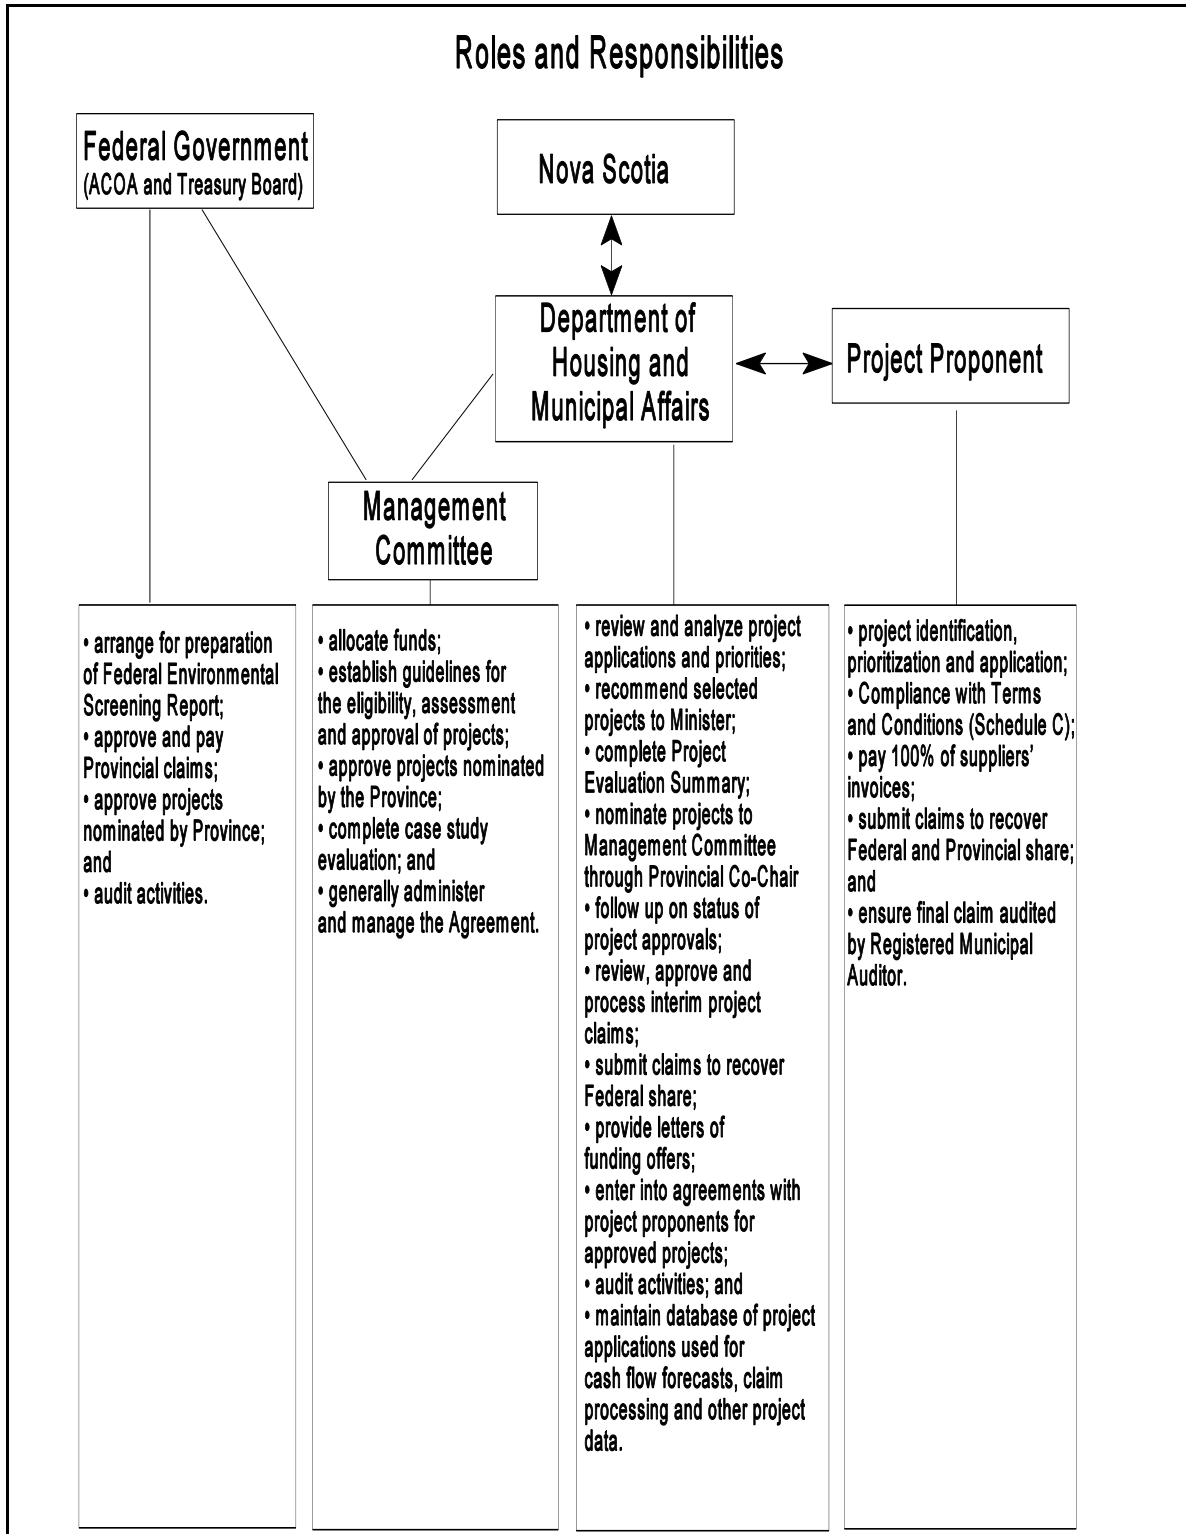 Roles and Responsibilities
Federal Government
(ACOA and Treasury Board)
Nova Scotia
Department of
Housing and
Municipal Affairs
Project Proponent
Management
Committee
• arrange for preparation
of Federal Environmental
Screening Report;
• approve and pay
Provincial claims;
• approve projects
nominated by Province;
and
• audit activities.
• allocate funds;
• establish guidelines for
the eligibility, assessment
and approval of projects;
• approve projects nominated
by the Province;
• complete case study
evaluation; and
• generally administer
and manage the Agreement.
• review and analyze project
applications and priorities;
• recommend selected
projects to Minister;
• complete Project
Evaluation Summary;
• nominate projects to
Management Committee
through Provincial Co-Chair
• follow up on status of
project approvals;
• review, approve and
process interim project
claims;
• submit claims to recover
Federal share;
• provide letters of
funding offers;
• enter into agreements with
project proponents for
approved projects;
• audit activities; and
• maintain database of project
applications used for
cash flow forecasts, claim
processing and other project
data.
• project identification,
prioritization and application;
• Compliance with Terms
and Conditions (Schedule C);
• pay 100% of suppliers’
invoices;
• submit claims to recover
Federal and Provincial share;
and
• ensure final claim audited
by Registered Municipal
Auditor.